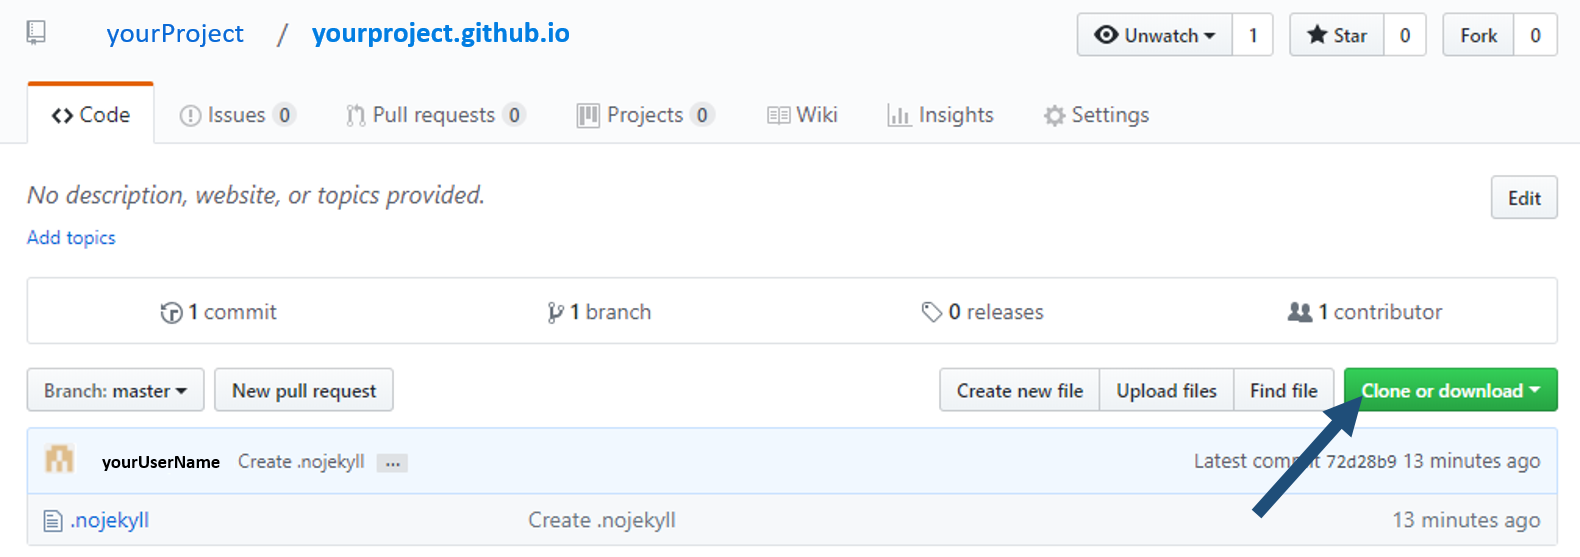 yourProject / yourproject.github.io Unwatch 1 Star 0 Fork 0
Code Issues 0 Pull requests 0 Projects 0 Wiki Insights Settings
No description, website, or topics provided. Edit
Add topics
1 commit 1 branch 0 releases 1 contributor
Branch: master New pull request Create new file Upload files Find file Clone or download
yourUserName Create .nojekyll ... Latest commit 72d28b9 13 minutes ago
.nojekyll Create .nojekyll 13 minutes ago